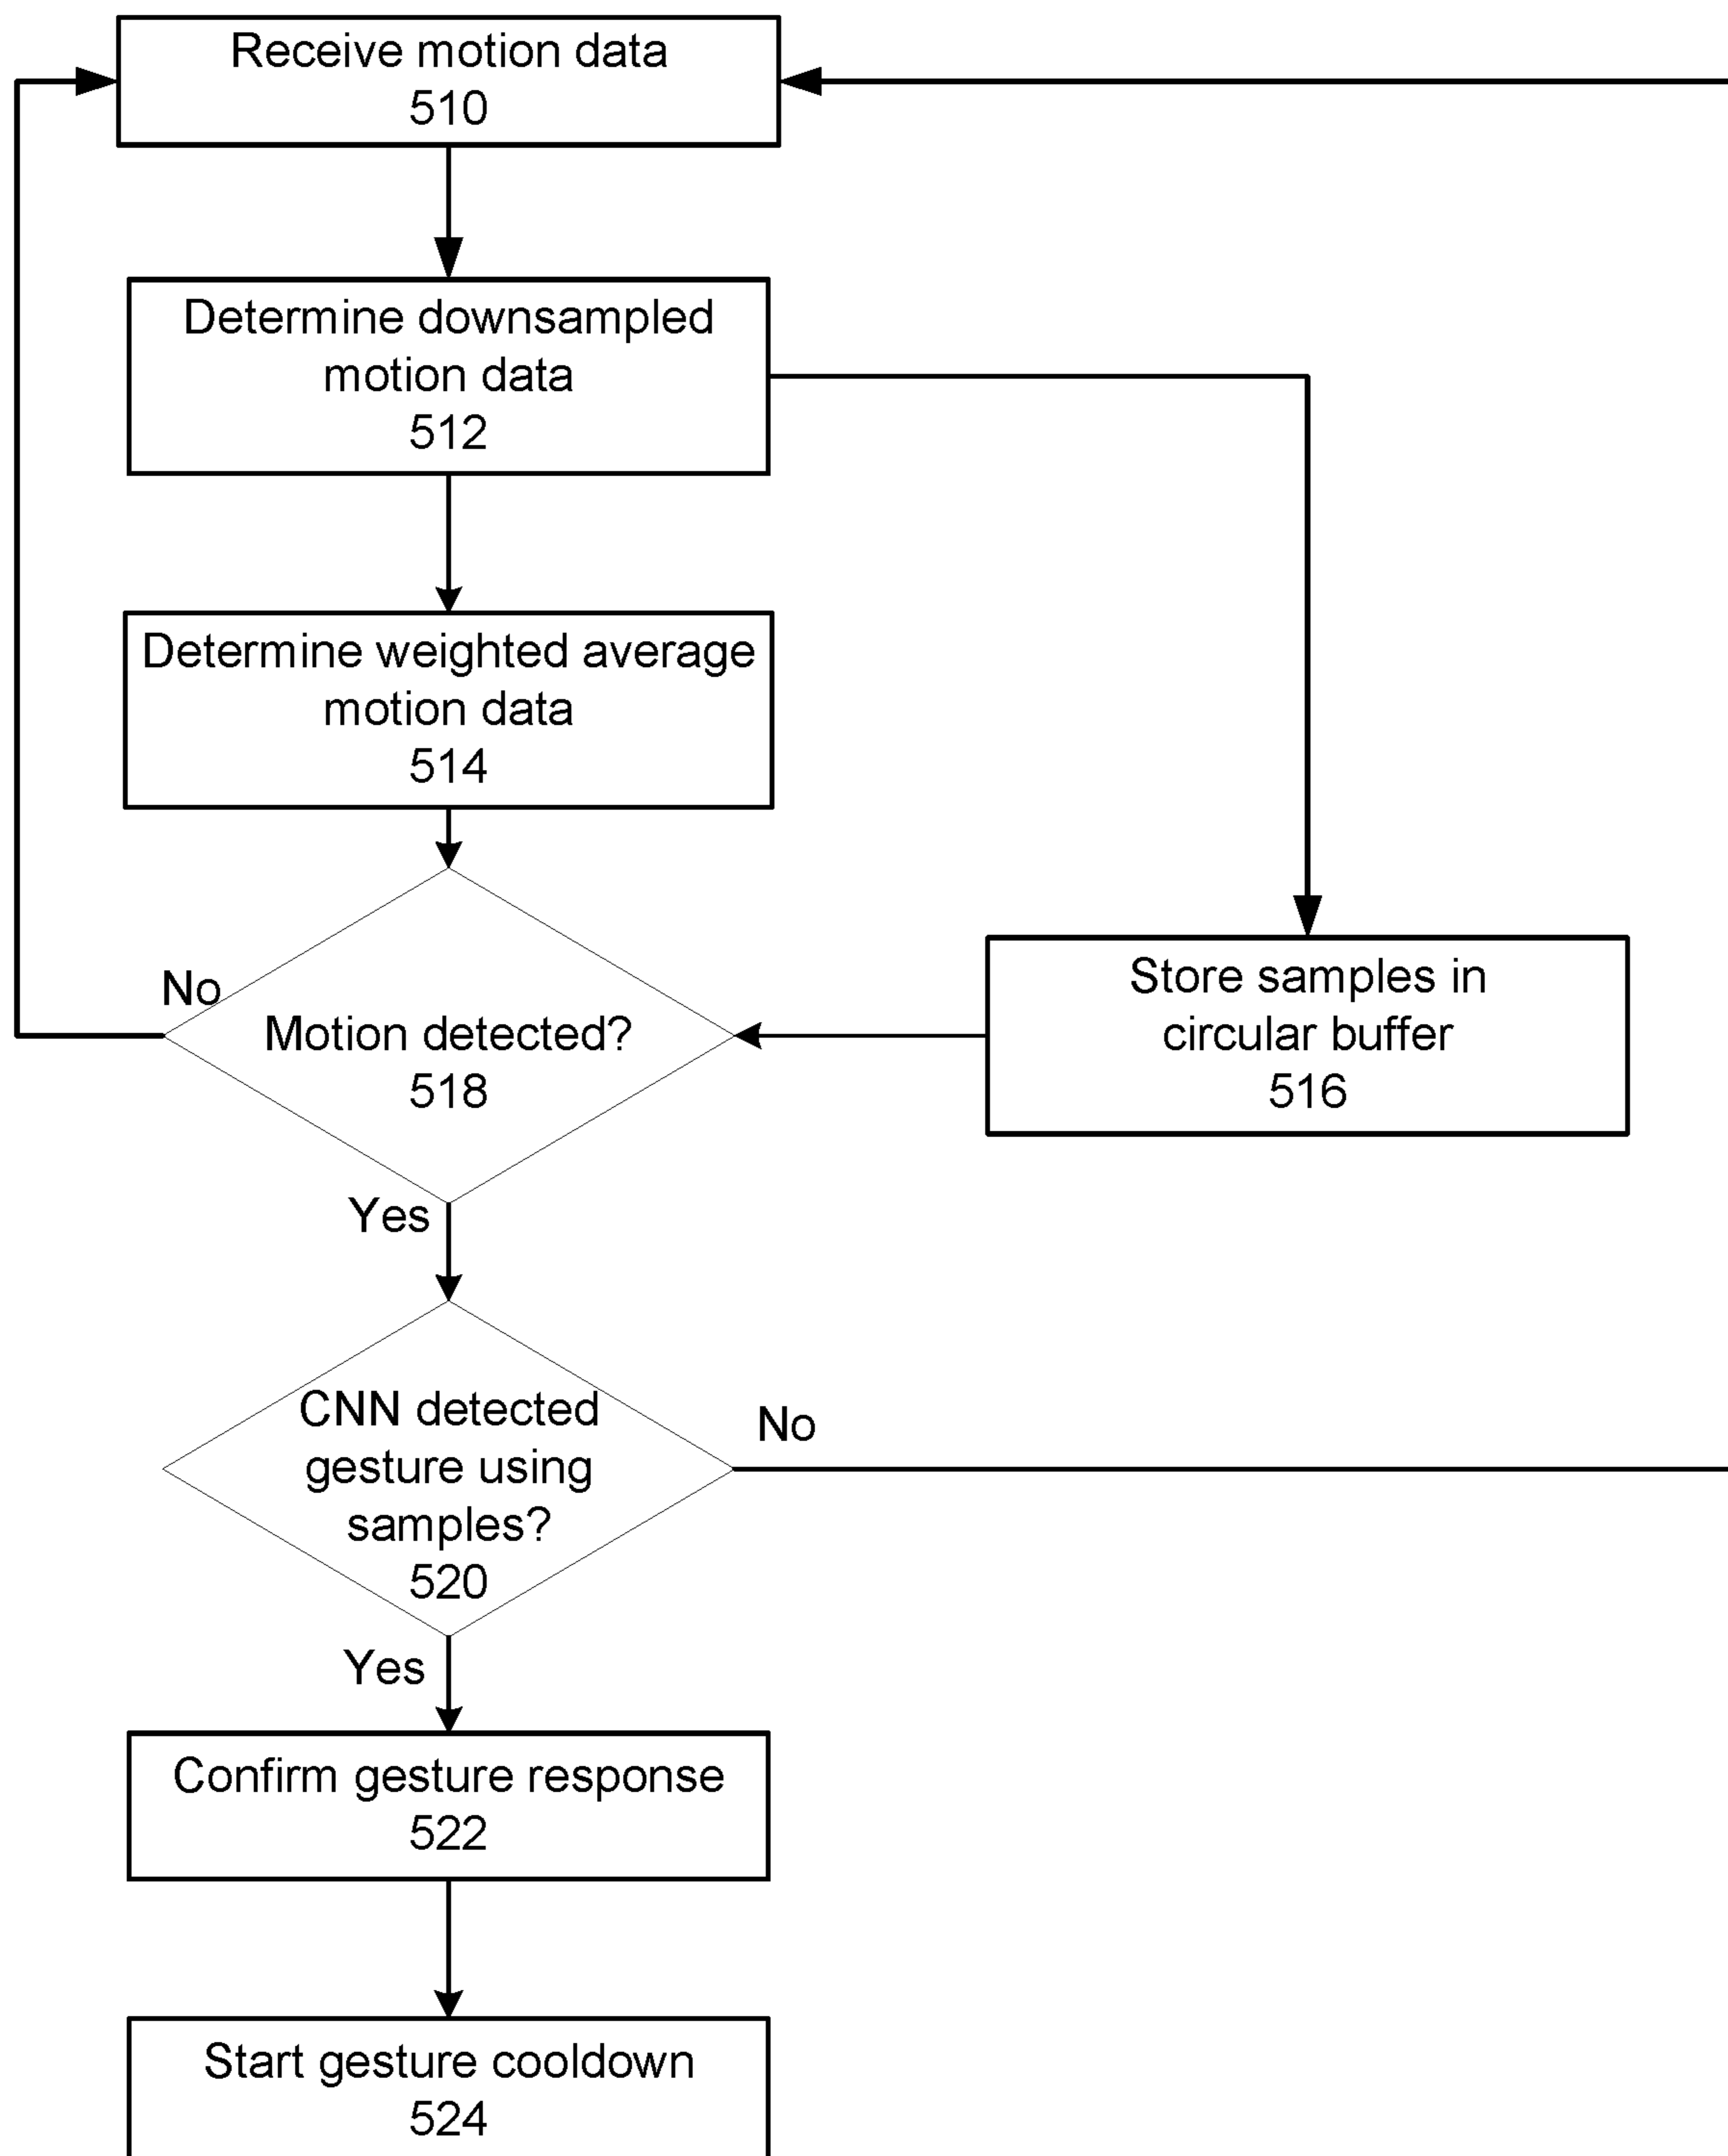 Receive motion data
510
Determine downsampled
motion data
512
Determine weighted average
motion data
514
No
Motion detected?
518
Store samples in
circular buffer
516
Yes
CNN detected
gesture using
samples?
520
No
Yes
Confirm gesture response
522
Start gesture cooldown
524